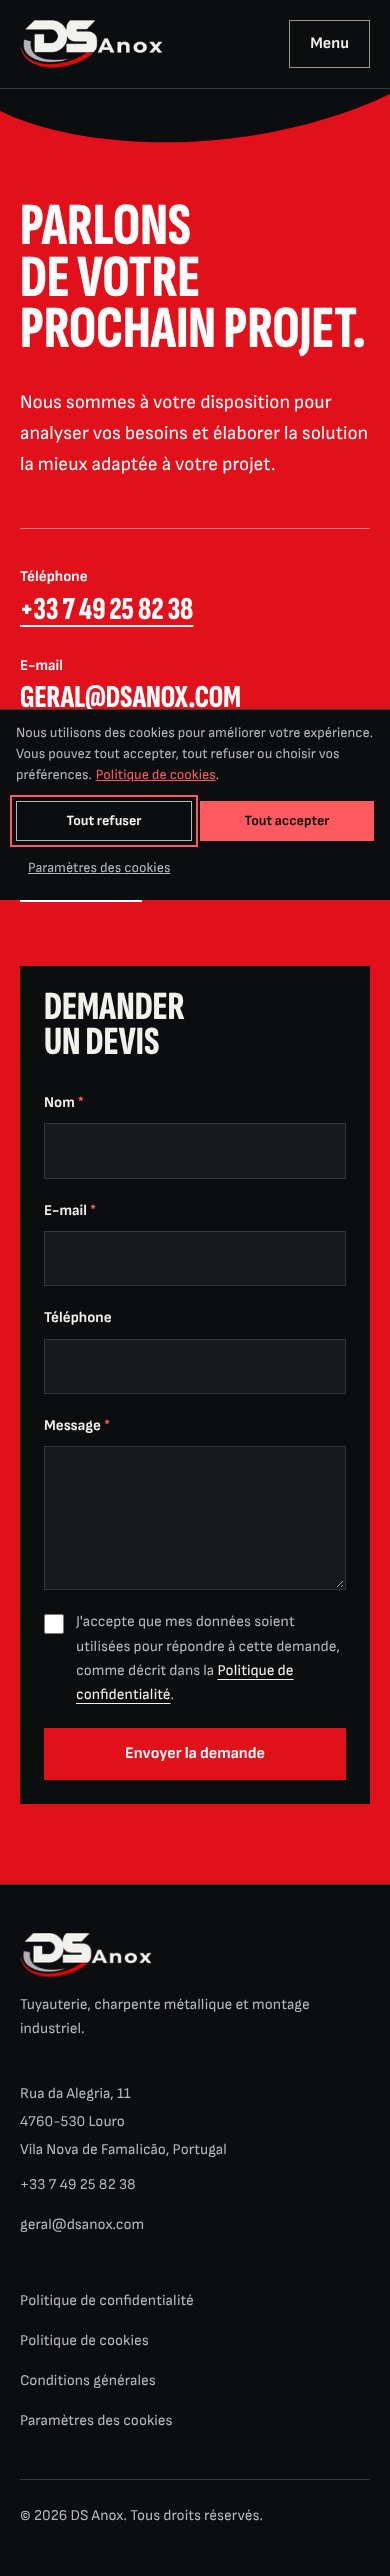 DS Anox
Menu
PARLONS
DE VOTRE
PROCHAIN PROJET.
Nous sommes à votre disposition pour
analyser vos besoins et élaborer la solution
la mieux adaptée à votre projet.
Téléphone
+33 7 49 25 82 38
E-mail
GERAL@DSANOX.COM
Nous utilisons des cookies pour améliorer votre expérience.
Vous pouvez tout accepter, tout refuser ou choisir vos
préférences. Politique de cookies.
Tout refuser
Tout accepter
Paramètres des cookies
DEMANDER
UN DEVIS
Nom *
E-mail *
Téléphone
Message *
J'accepte que mes données soient
utilisées pour répondre à cette demande,
comme décrit dans la Politique de
confidentialité.
Envoyer la demande
DS Anox
Tuyauterie, charpente métallique et montage
industriel.
Rua da Alegria, 11
4760-530 Louro
Vila Nova de Famalicão, Portugal
+33 7 49 25 82 38
geral@dsanox.com
Politique de confidentialité
Politique de cookies
Conditions générales
Paramètres des cookies
© 2026 DS Anox. Tous droits réservés.